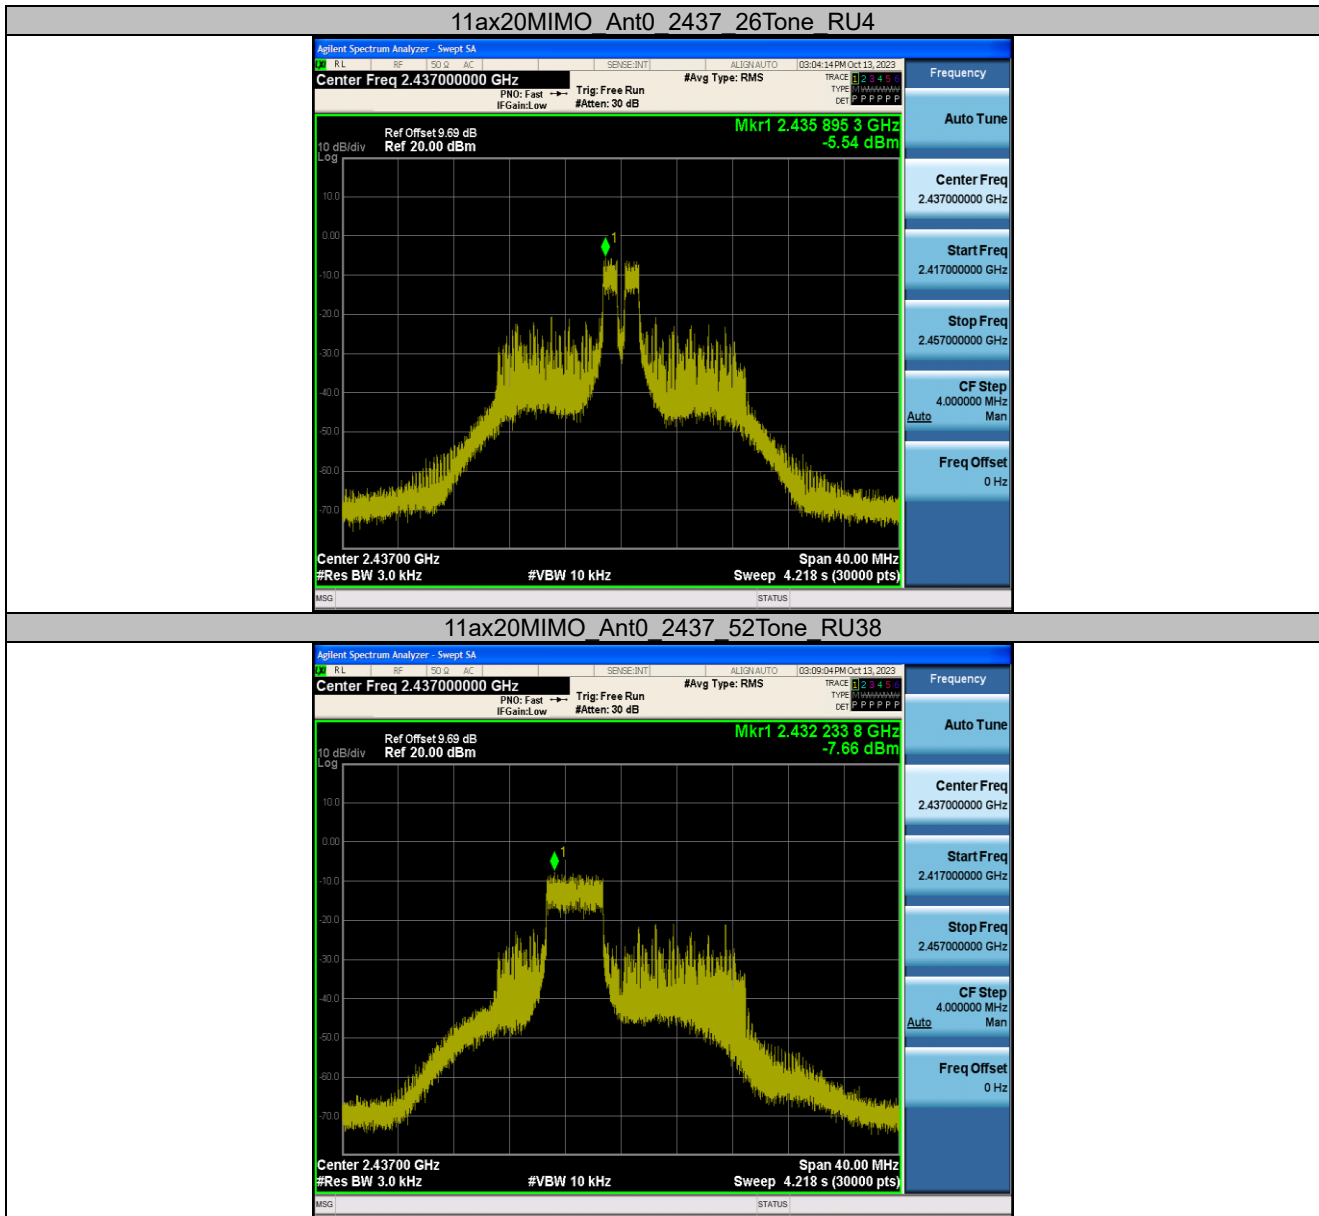 11ax20MIMO_Ant0_2437_26Tone_RU4
Agilent Spectrum Analyzer - Swept SA
RL RF 50 Ω AC SENSE:INT ALIGN AUTO 03:04:14 PM Oct 13, 2023
Center Freq 2.437000000 GHz #Avg Type: RMS TRACE 1 2 3 4 5 6
PNO: Fast Trig: Free Run TYPE
IFGain:Low #Atten: 30 dB DET P P P P P P
Frequency
Mkr1 2.435 895 3 GHz
Ref Offset 9.69 dB
10 dB/div Ref 20.00 dBm -5.54 dBm
Log
10.0
0.00
-10.0
-20.0
-30.0
-40.0
-50.0
-60.0
-70.0
1
Center 2.43700 GHz Span 40.00 MHz
#Res BW 3.0 kHz #VBW 10 kHz Sweep 4.218 s (30000 pts)
MSG STATUS
Auto Tune
Center Freq
2.437000000 GHz
Start Freq
2.417000000 GHz
Stop Freq
2.457000000 GHz
CF Step
4.000000 MHz
Auto Man
Freq Offset
0 Hz
11ax20MIMO_Ant0_2437_52Tone_RU38
Agilent Spectrum Analyzer - Swept SA
RL RF 50 Ω AC SENSE:INT ALIGN AUTO 03:09:04 PM Oct 13, 2023
Center Freq 2.437000000 GHz #Avg Type: RMS TRACE 1 2 3 4 5 6
PNO: Fast Trig: Free Run TYPE
IFGain:Low #Atten: 30 dB DET P P P P P P
Frequency
Mkr1 2.432 233 8 GHz
Ref Offset 9.69 dB
10 dB/div Ref 20.00 dBm -7.66 dBm
Log
10.0
0.00
-10.0
-20.0
-30.0
-40.0
-50.0
-60.0
-70.0
1
Center 2.43700 GHz Span 40.00 MHz
#Res BW 3.0 kHz #VBW 10 kHz Sweep 4.218 s (30000 pts)
MSG STATUS
Auto Tune
Center Freq
2.437000000 GHz
Start Freq
2.417000000 GHz
Stop Freq
2.457000000 GHz
CF Step
4.000000 MHz
Auto Man
Freq Offset
0 Hz